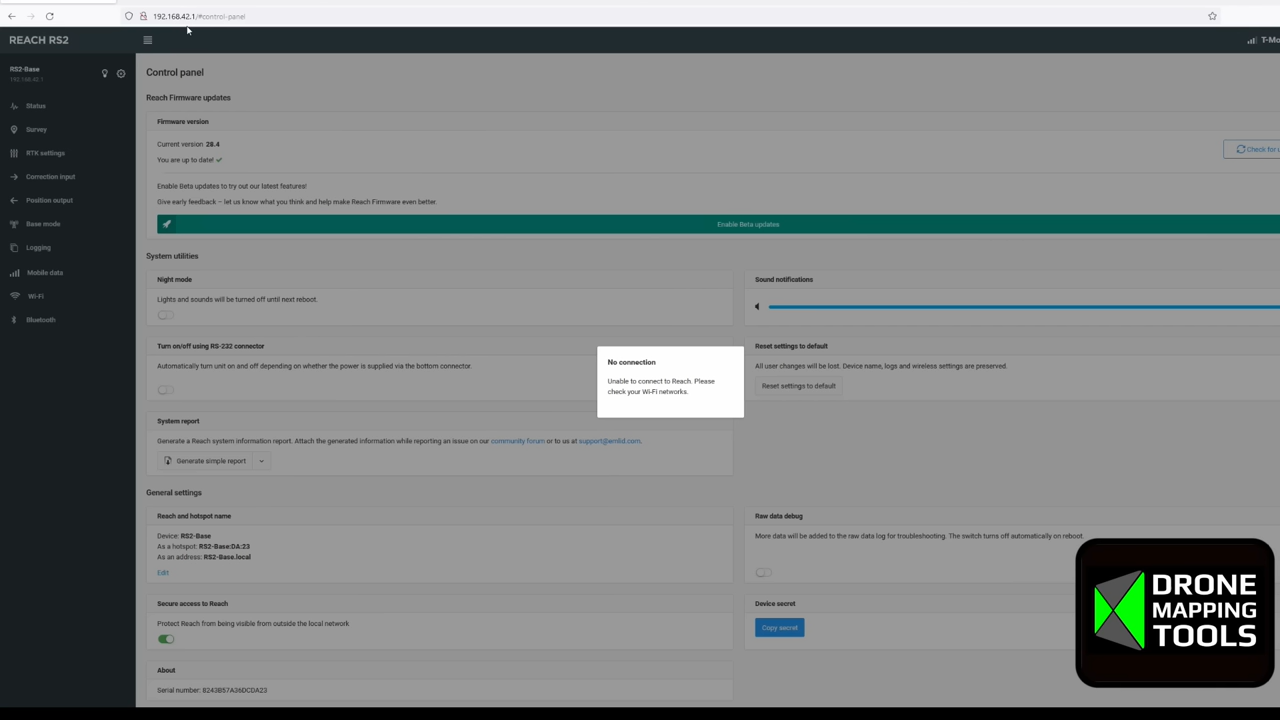 192.168.42.1/#control-panel
REACH RS2
T-Mo
RS2-Base
192.168.42.1
Status
Survey
RTK settings
Correction input
Position output
Base mode
Logging
Mobile data
Wi-Fi
Bluetooth
Control panel
Reach Firmware updates
Firmware version
Current version 28.4
You are up to date!
Check for u
Enable Beta updates to try out our latest features!
Give early feedback – let us know what you think and help make Reach Firmware even better.
Enable Beta updates
System utilities
Night mode
Lights and sounds will be turned off until next reboot.
Sound notifications
Turn on/off using RS-232 connector
Automatically turn unit on and off depending on whether the power is supplied via the bottom connector.
Reset settings to default
All user changes will be lost. Device name, logs and wireless settings are preserved.
Reset settings to default
No connection
Unable to connect to Reach. Please
check your Wi-Fi networks.
System report
Generate a Reach system information report. Attach the generated information while reporting an issue on our community forum or to us at support@emlid.com.
Generate simple report
General settings
Reach and hotspot name
Device: RS2-Base
As a hotspot: RS2-Base:DA:23
As an address: RS2-Base.local
Edit
Raw data debug
More data will be added to the raw data log for troubleshooting. The switch turns off automatically on reboot.
Secure access to Reach
Protect Reach from being visible from outside the local network
Device secret
Copy secret
About
Serial number: 8243B57A36DCDA23
DRONE
MAPPING
TOOLS